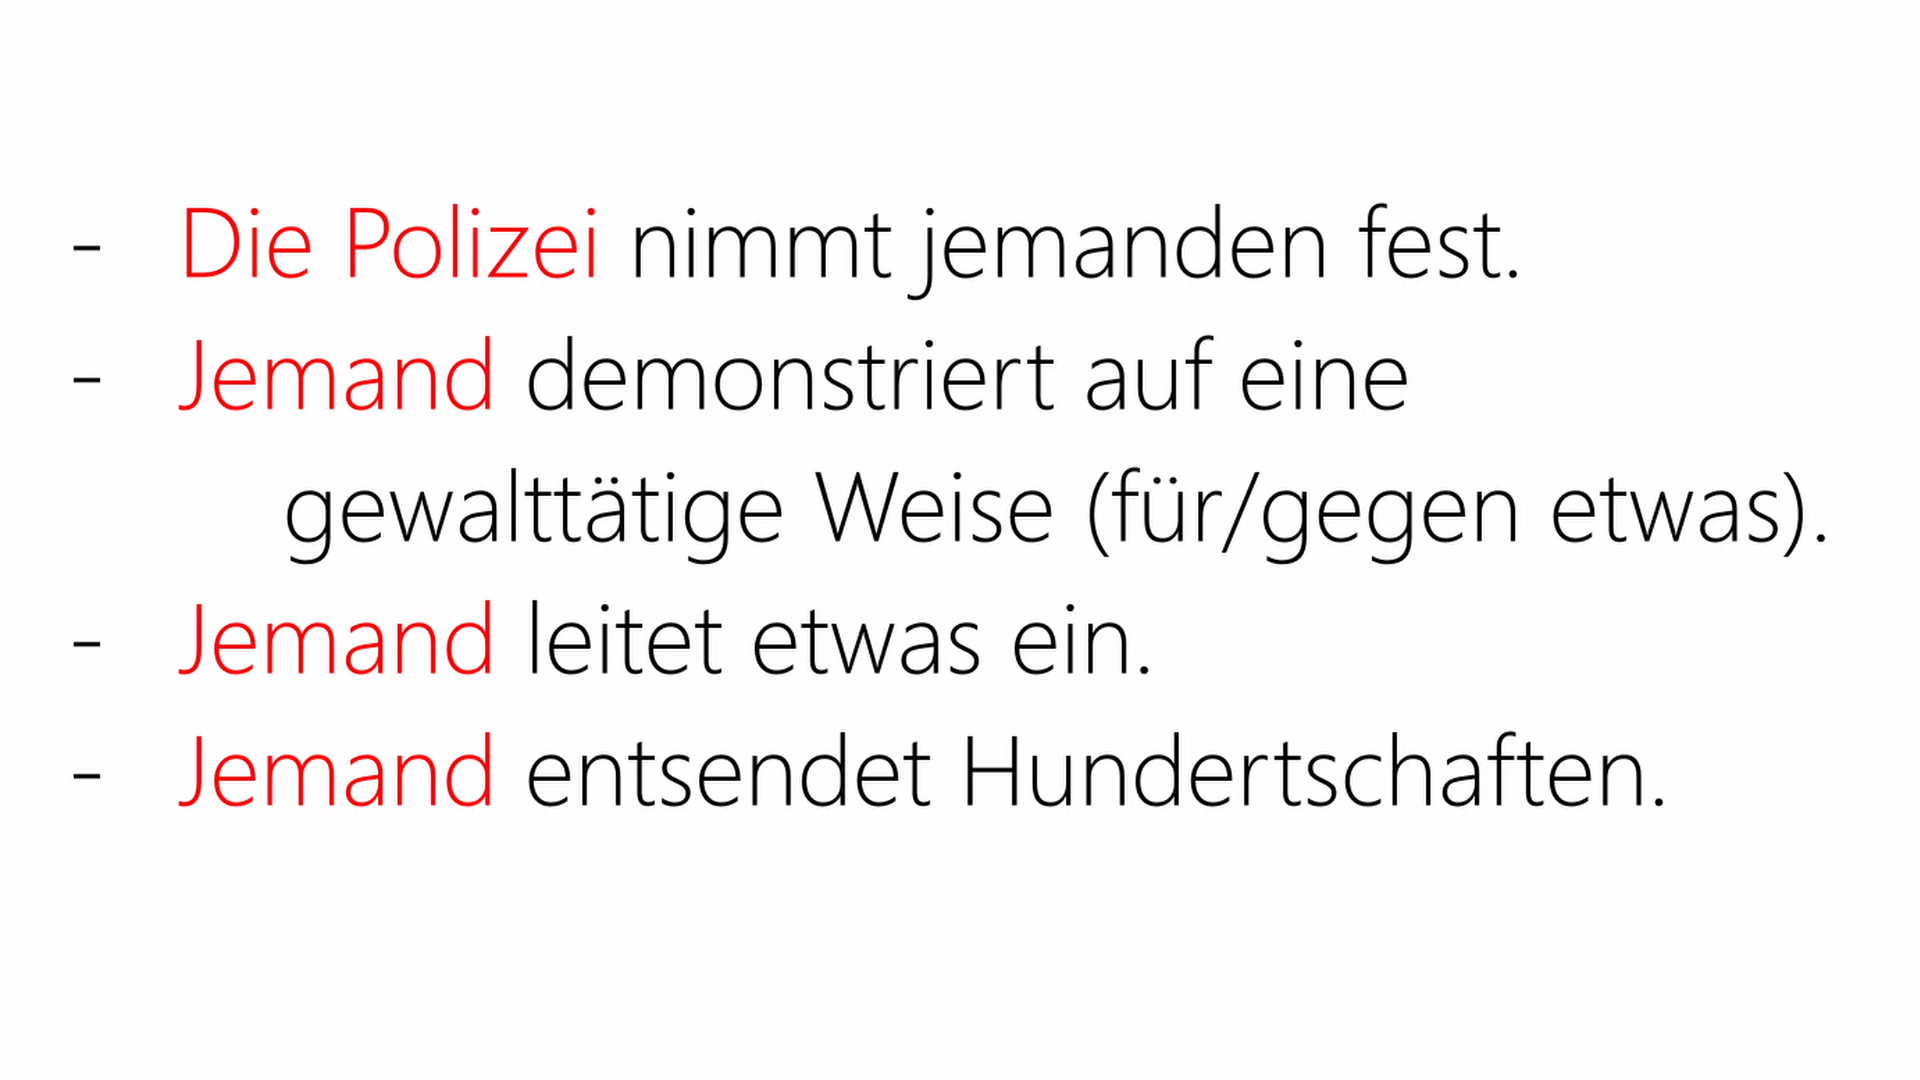 - Die Polizei nimmt jemanden fest.
- Jemand demonstriert auf eine
gewalttätige Weise (für/gegen etwas).
- Jemand leitet etwas ein.
- Jemand entsendet Hundertschaften.